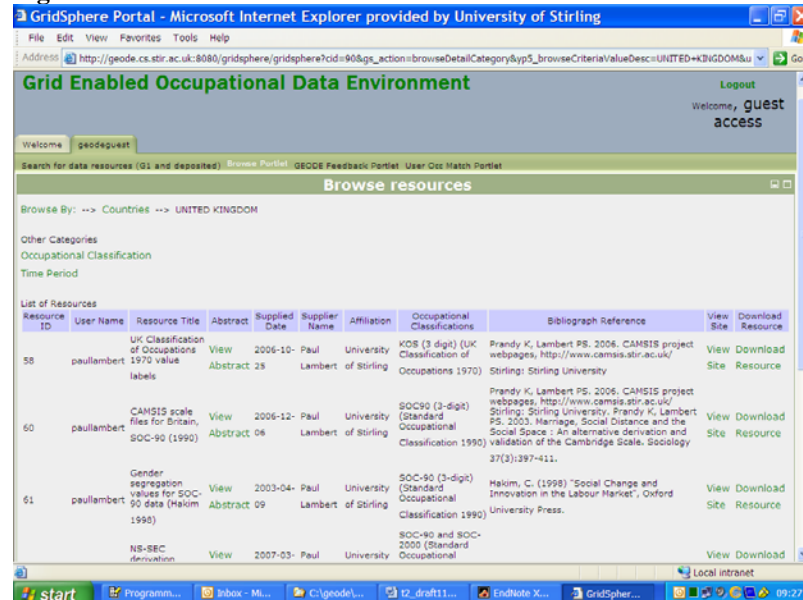 GridSphere Portal - Microsoft Internet Explorer provided by University of Stirling
File Edit View Favorites Tools Help
Address http://geode.cs.stir.ac.uk:8080/gridsphere/gridsphere?cid=90&gs_action=browseDetailCategory&yp5_browseCriteriaValueDesc=UNITED+KINGDOM&u Go
Grid Enabled Occupational Data Environment
Logout
Welcome, guest
access
Welcome geodeguest
Search for data resources (G1 and deposited) Browse Portlet GEODE Feedback Portlet User Occ Match Portlet
Browse resources
Browse By: --> Countries --> UNITED KINGDOM
Other Categories
Occupational Classification
Time Period
List of Resources
Resource ID User Name Resource Title Abstract Supplied Date Supplier Name Affiliation Occupational Classifications Bibliograph Reference View Site Download Resource
58 paullambert UK Classification of Occupations 1970 value labels View Abstract 2006-10-25 Paul Lambert University of Stirling KOS (3 digit) (UK Classification of Occupations 1970) Prandy K, Lambert PS. 2006. CAMSIS project webpages, http://www.camsis.stir.ac.uk/ Stirling: Stirling University View Site Download Resource
60 paullambert CAMSIS scale files for Britain, SOC-90 (1990) View Abstract 2006-12-06 Paul Lambert University of Stirling SOC90 (3-digit) (Standard Occupational Classification 1990) Prandy K, Lambert PS. 2006. CAMSIS project webpages, http://www.camsis.stir.ac.uk/ Stirling: Stirling University. Prandy K, Lambert PS. 2003. Marriage, Social Distance and the Social Space : An alternative derivation and validation of the Cambridge Scale. Sociology 37(3):397-411. View Site Download Resource
61 paullambert Gender segregation values for SOC-90 data (Hakim 1998) View Abstract 2003-04-09 Paul Lambert University of Stirling SOC-90 (3-digit) (Standard Occupational Classification 1990) Hakim, C. (1998) "Social Change and Innovation in the Labour Market", Oxford University Press. View Site Download Resource
NS-SEC derivation View 2007-03- Paul University SOC-90 and SOC-2000 (Standard Occupational View Download
Local intranet
start Programm... Inbox - Mi... C:\geode\... t2_draft11... EndNote X... GridSpher... 09:27